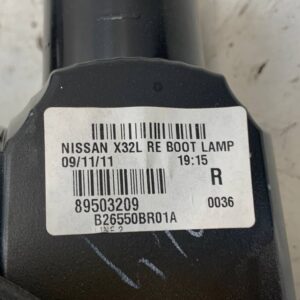 NISSAN X32L RE BOOT LAMP
09/11/11 19:15
R
89503209 0036
B26550BR01A